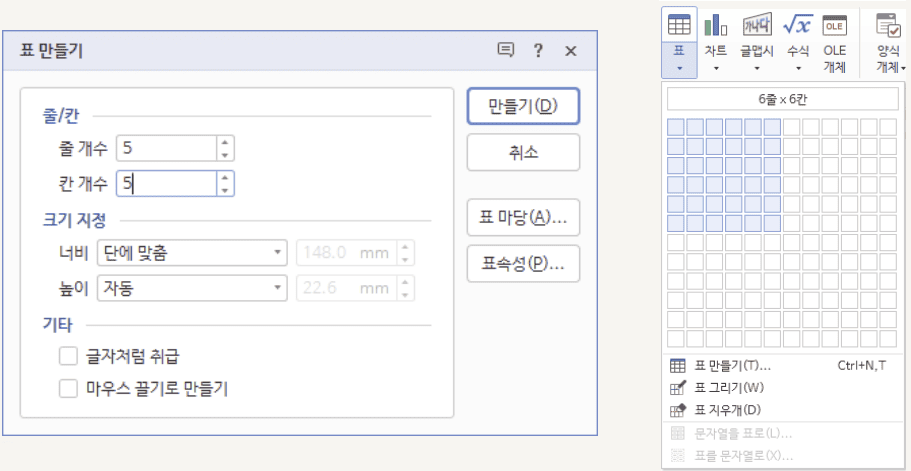 표 만들기
?
줄/칸
줄 개수 5
칸 개수 5
크기 지정
너비 단에 맞춤 148.0 mm
높이 자동 22.6 mm
기타
글자처럼 취급
마우스 끌기로 만들기
만들기(D)
취소
표 마당(A)...
표속성(P)...
가나다 √x OLE
표 차트 글맵시 수식 OLE 개체 양식 개체
6줄 x 6칸
표 만들기(T)... Ctrl+N,T
표 그리기(W)
표 지우개(D)
문자열을 표로(L)...
표를 문자열로(X)...